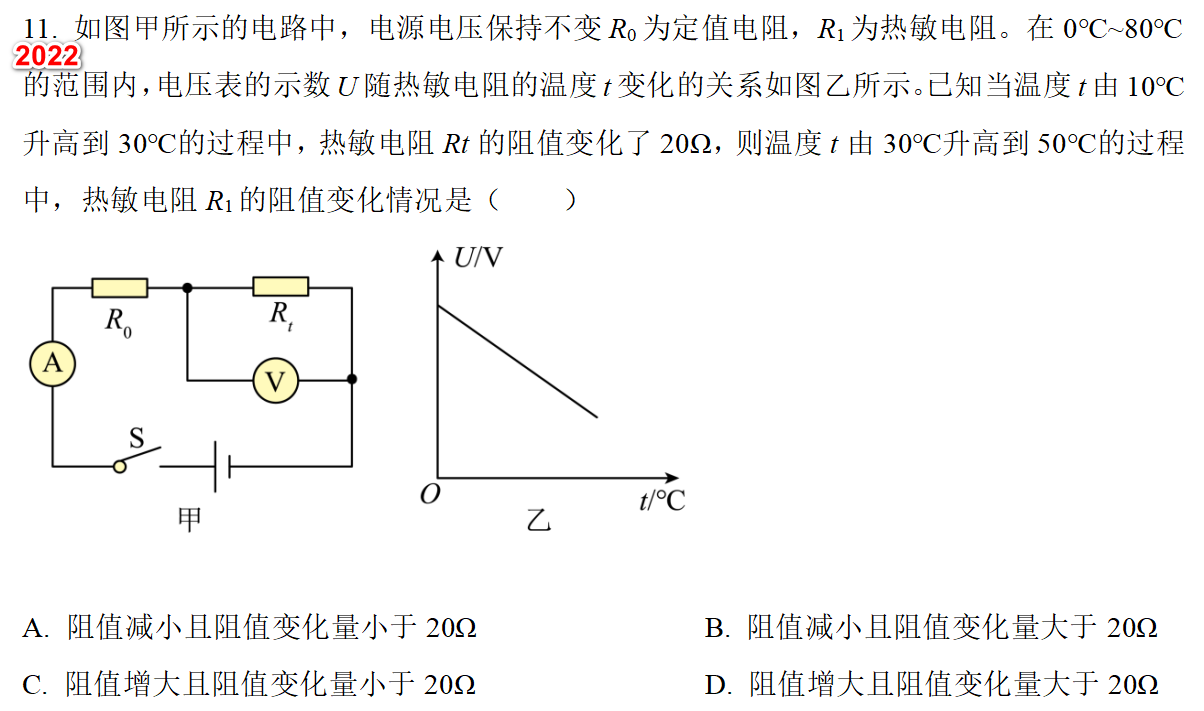 11. 如图甲所示的电路中，电源电压保持不变 R₀ 为定值电阻，R₁ 为热敏电阻。在 0℃~80℃
2022
的范围内，电压表的示数 U 随热敏电阻的温度 t 变化的关系如图乙所示。已知当温度 t 由 10℃
升高到 30℃的过程中，热敏电阻 Rt 的阻值变化了 20Ω，则温度 t 由 30℃升高到 50℃的过程
中，热敏电阻 R₁ 的阻值变化情况是（　　）
R₀
Rₜ
A
V
S
甲
U/V
O
t/℃
乙
A. 阻值减小且阻值变化量小于 20Ω
B. 阻值减小且阻值变化量大于 20Ω
C. 阻值增大且阻值变化量小于 20Ω
D. 阻值增大且阻值变化量大于 20Ω